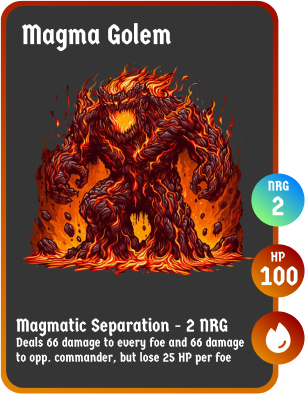 Magma Golem
NRG
2
HP
100
Magmatic Separation - 2 NRG
Deals 66 damage to every foe and 66 damage
to opp. commander, but lose 25 HP per foe